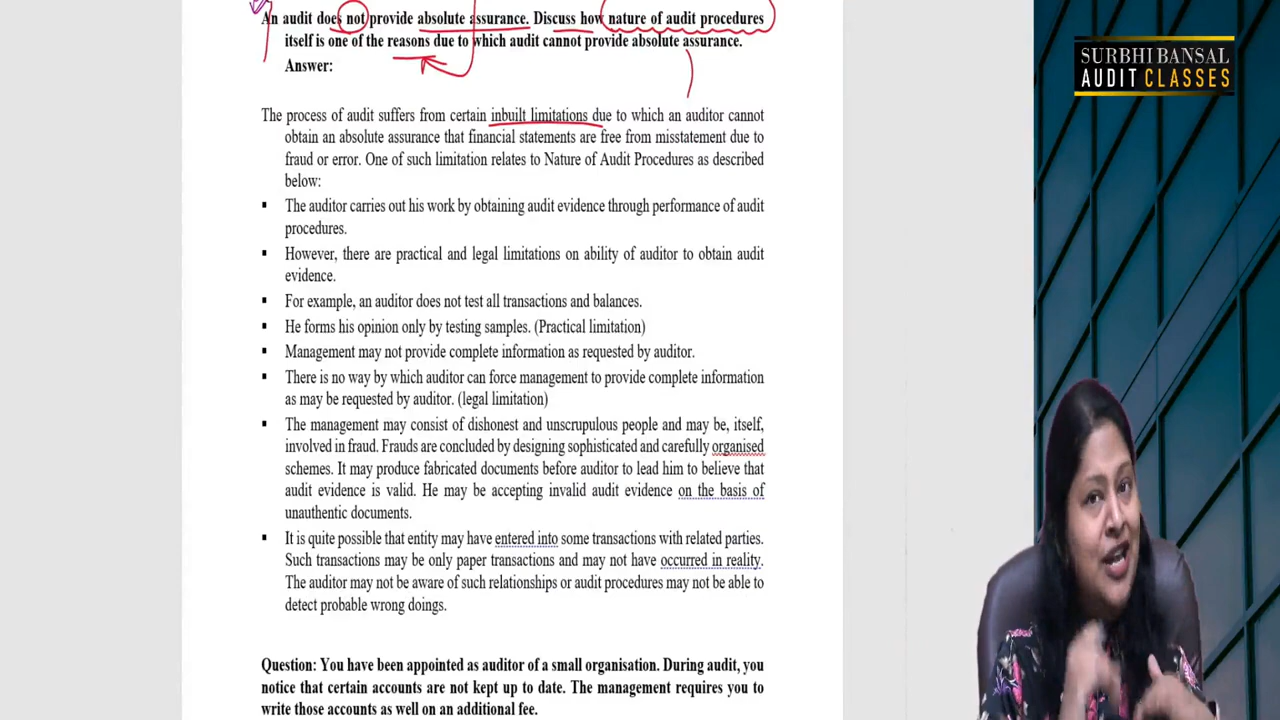 An audit does not provide absolute assurance. Discuss how nature of audit procedures
itself is one of the reasons due to which audit cannot provide absolute assurance.
Answer:
The process of audit suffers from certain inbuilt limitations due to which an auditor cannot
obtain an absolute assurance that financial statements are free from misstatement due to
fraud or error. One of such limitation relates to Nature of Audit Procedures as described
below:
▪ The auditor carries out his work by obtaining audit evidence through performance of audit
procedures.
▪ However, there are practical and legal limitations on ability of auditor to obtain audit
evidence.
▪ For example, an auditor does not test all transactions and balances.
▪ He forms his opinion only by testing samples. (Practical limitation)
▪ Management may not provide complete information as requested by auditor.
▪ There is no way by which auditor can force management to provide complete information
as may be requested by auditor. (legal limitation)
▪ The management may consist of dishonest and unscrupulous people and may be, itself,
involved in fraud. Frauds are concluded by designing sophisticated and carefully organised
schemes. It may produce fabricated documents before auditor to lead him to believe that
audit evidence is valid. He may be accepting invalid audit evidence on the basis of
unauthentic documents.
▪ It is quite possible that entity may have entered into some transactions with related parties.
Such transactions may be only paper transactions and may not have occurred in reality.
The auditor may not be aware of such relationships or audit procedures may not be able to
detect probable wrong doings.
Question: You have been appointed as auditor of a small organisation. During audit, you
notice that certain accounts are not kept up to date. The management requires you to
write those accounts as well on an additional fee.
SURBHI BANSAL
AUDIT CLASSES